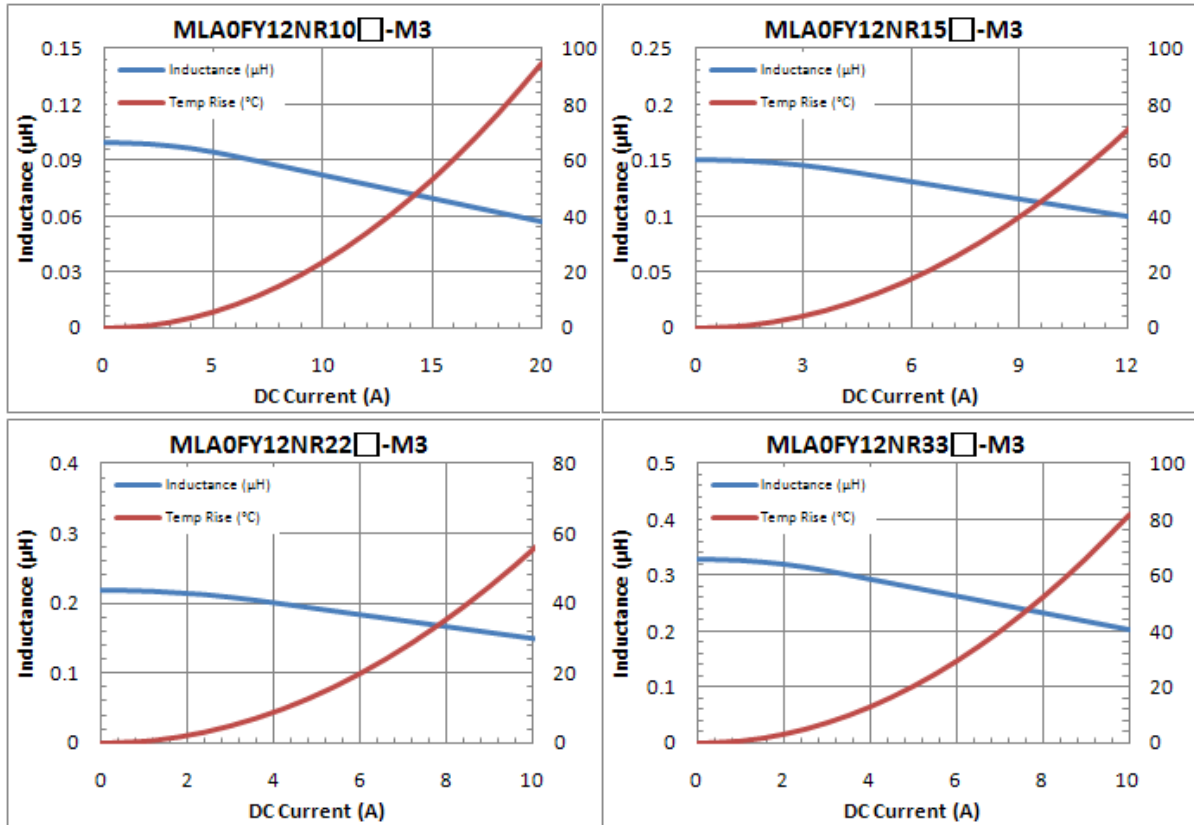 MLA0FY12NR10□-M3
Inductance (µH)
Temp Rise (°C)
Inductance (µH)
0.15
0.12
0.09
0.06
0.03
0
100
80
60
40
20
0
0 5 10 15 20
DC Current (A)
MLA0FY12NR15□-M3
Inductance (µH)
Temp Rise (°C)
Inductance (µH)
0.25
0.2
0.15
0.1
0.05
0
100
80
60
40
20
0
0 3 6 9 12
DC Current (A)
MLA0FY12NR22□-M3
Inductance (µH)
Temp Rise (°C)
Inductance (µH)
0.4
0.3
0.2
0.1
0
80
60
40
20
0
0 2 4 6 8 10
DC Current (A)
MLA0FY12NR33□-M3
Inductance (µH)
Temp Rise (°C)
Inductance (µH)
0.5
0.4
0.3
0.2
0.1
0
100
80
60
40
20
0
0 2 4 6 8 10
DC Current (A)